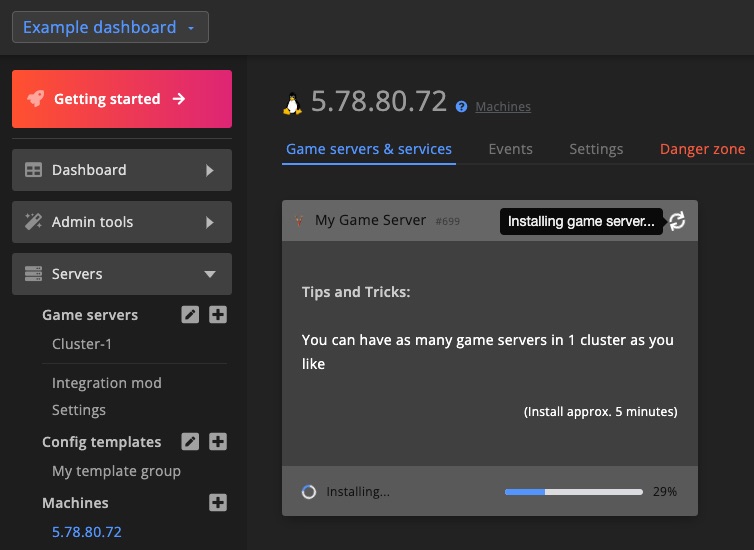 Example dashboard
Getting started
Dashboard
Admin tools
Servers
Game servers
Cluster-1
Integration mod
Settings
Config templates
My template group
Machines
5.78.80.72
5.78.80.72 ? Machines
Game servers & services Events Settings Danger zone
My Game Server #699 Installing game server...
Tips and Tricks:
You can have as many game servers in 1 cluster as you
like
(Install approx. 5 minutes)
Installing... 29%